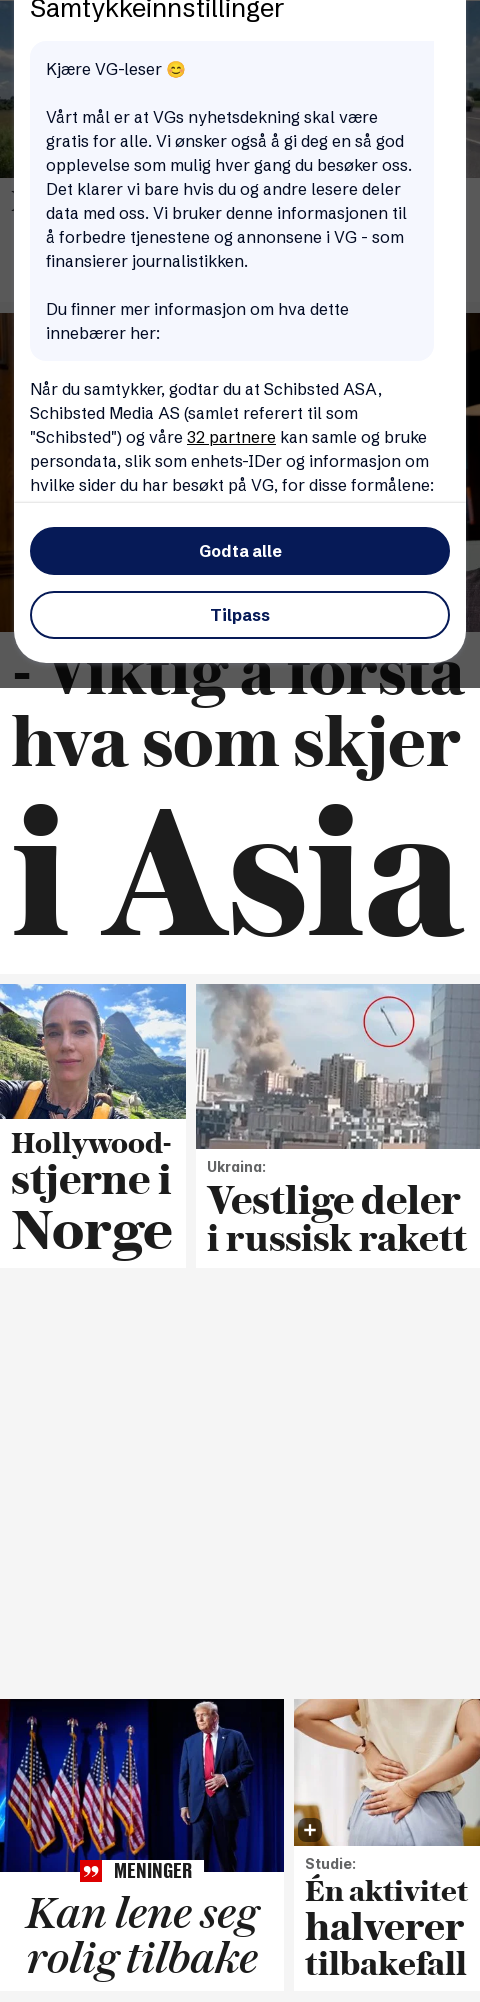 Samtykkeinnstillinger
Kjære VG-leser 😊
Vårt mål er at VGs nyhetsdekning skal være
gratis for alle. Vi ønsker også å gi deg en så god
opplevelse som mulig hver gang du besøker oss.
Det klarer vi bare hvis du og andre lesere deler
data med oss. Vi bruker denne informasjonen til
å forbedre tjenestene og annonsene i VG - som
finansierer journalistikken.
Du finner mer informasjon om hva dette
innebærer her:
Når du samtykker, godtar du at Schibsted ASA,
Schibsted Media AS (samlet referert til som
"Schibsted") og våre 32 partnere kan samle og bruke
persondata, slik som enhets-IDer og informasjon om
hvilke sider du har besøkt på VG, for disse formålene:
Godta alle
Tilpass
- Viktig å forstå
hva som skjer
i Asia
Hollywood-
stjerne i
Norge
Ukraina:
Vestlige deler
i russisk rakett
MENINGER
Kan lene seg
rolig tilbake
Studie:
Én aktivitet
halverer
tilbakefall